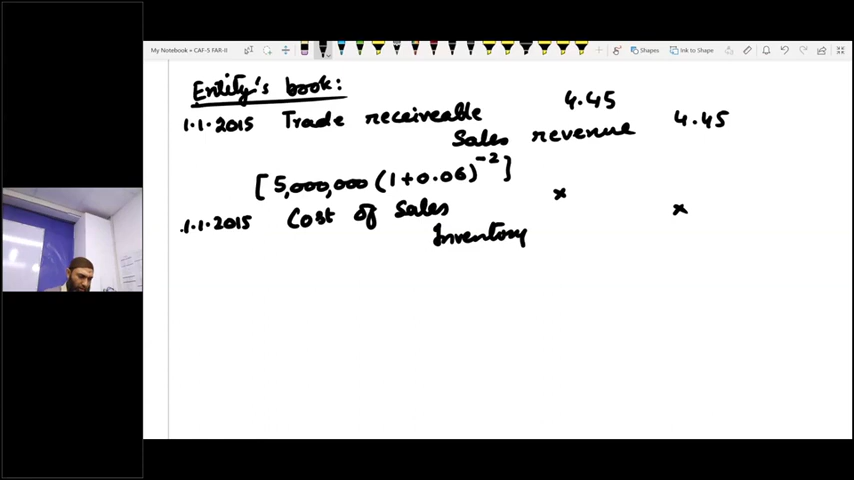 My Notebook » CAF-5 FAR-II
Shapes
Ink to Shape
Entity's book:
1.1.2015 Trade receiveable 4.45
Sales revenue 4.45
[5,000,000 (1+0.06)⁻²]
1.1.2015 Cost of Sales x
Inventory x